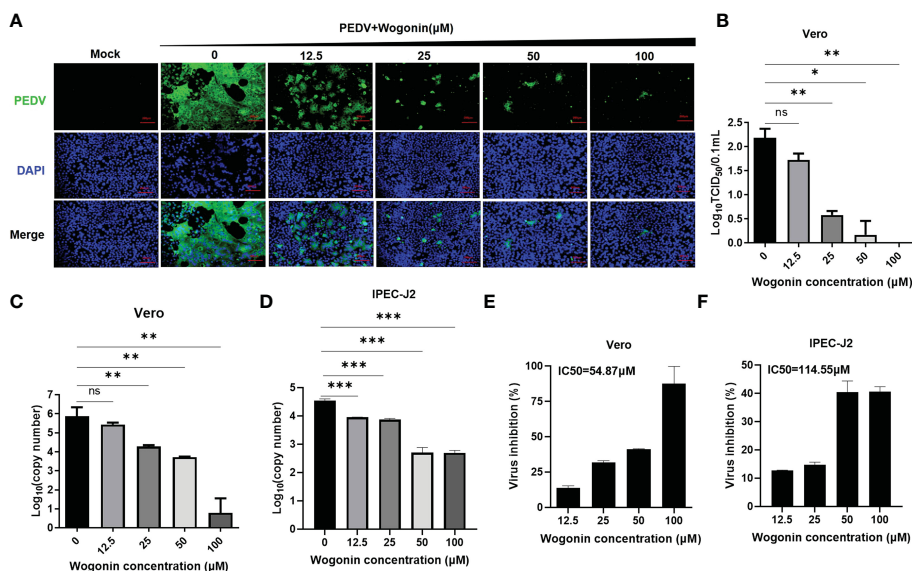 A
PEDV+Wogonin(μM)
Mock 0 12.5 25 50 100
PEDV
DAPI
Merge
B
Vero
**
*
**
ns
Log10TCID50/0.1mL
2.5
2.0
1.5
1.0
0.5
0.0
0 12.5 25 50 100
Wogonin concentration (μM)
C
Vero
**
**
**
ns
Log10(copy number)
7
6
5
4
3
2
1
0
0 12.5 25 50 100
Wogonin concentration (μM)
D
IPEC-J2
***
***
***
***
Log10(copy number)
5
4
3
2
1
0
0 12.5 25 50 100
Wogonin concentration (μM)
E
Vero
IC50=54.87μM
Virus inhibition (%)
100
75
50
25
0
12.5 25 50 100
Wogonin concentration (μM)
F
IPEC-J2
IC50=114.55μM
Virus inhibition (%)
50
40
30
20
10
0
12.5 25 50 100
Wogonin concentration (μM)